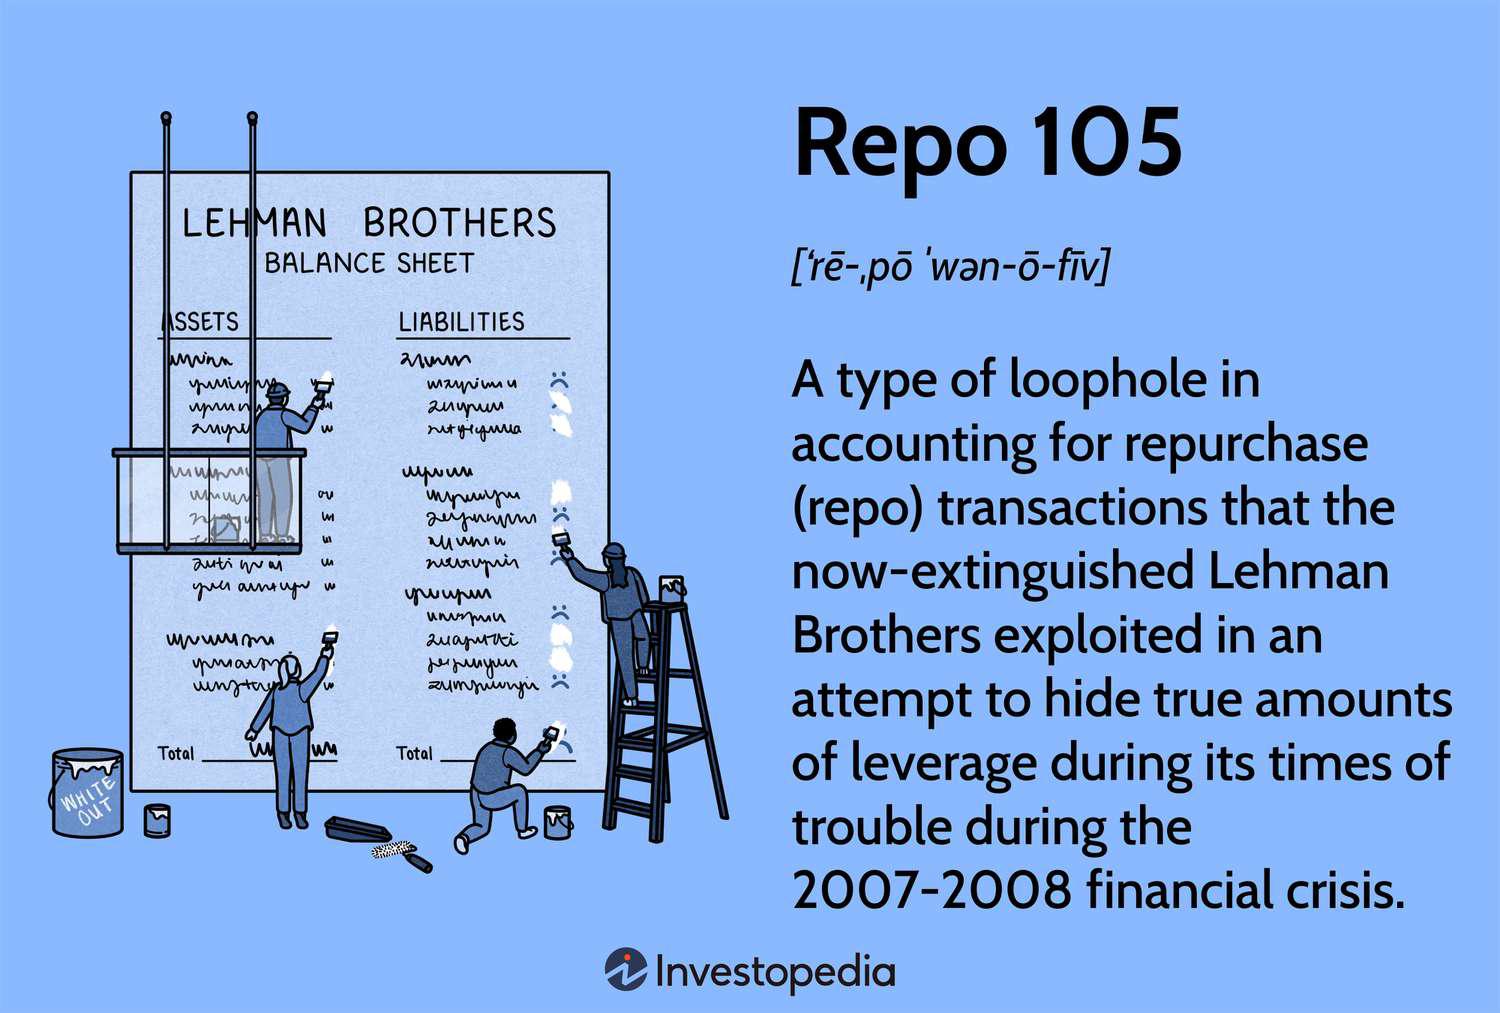 LEHMAN BROTHERS
BALANCE SHEET
ASSETS
LIABILITIES
Total
Total
WHITE
OUT
Repo 105
[ˈrē-ˌpō ˈwən-ō-fīv]
A type of loophole in
accounting for repurchase
(repo) transactions that the
now-extinguished Lehman
Brothers exploited in an
attempt to hide true amounts
of leverage during its times of
trouble during the
2007-2008 financial crisis.
Investopedia